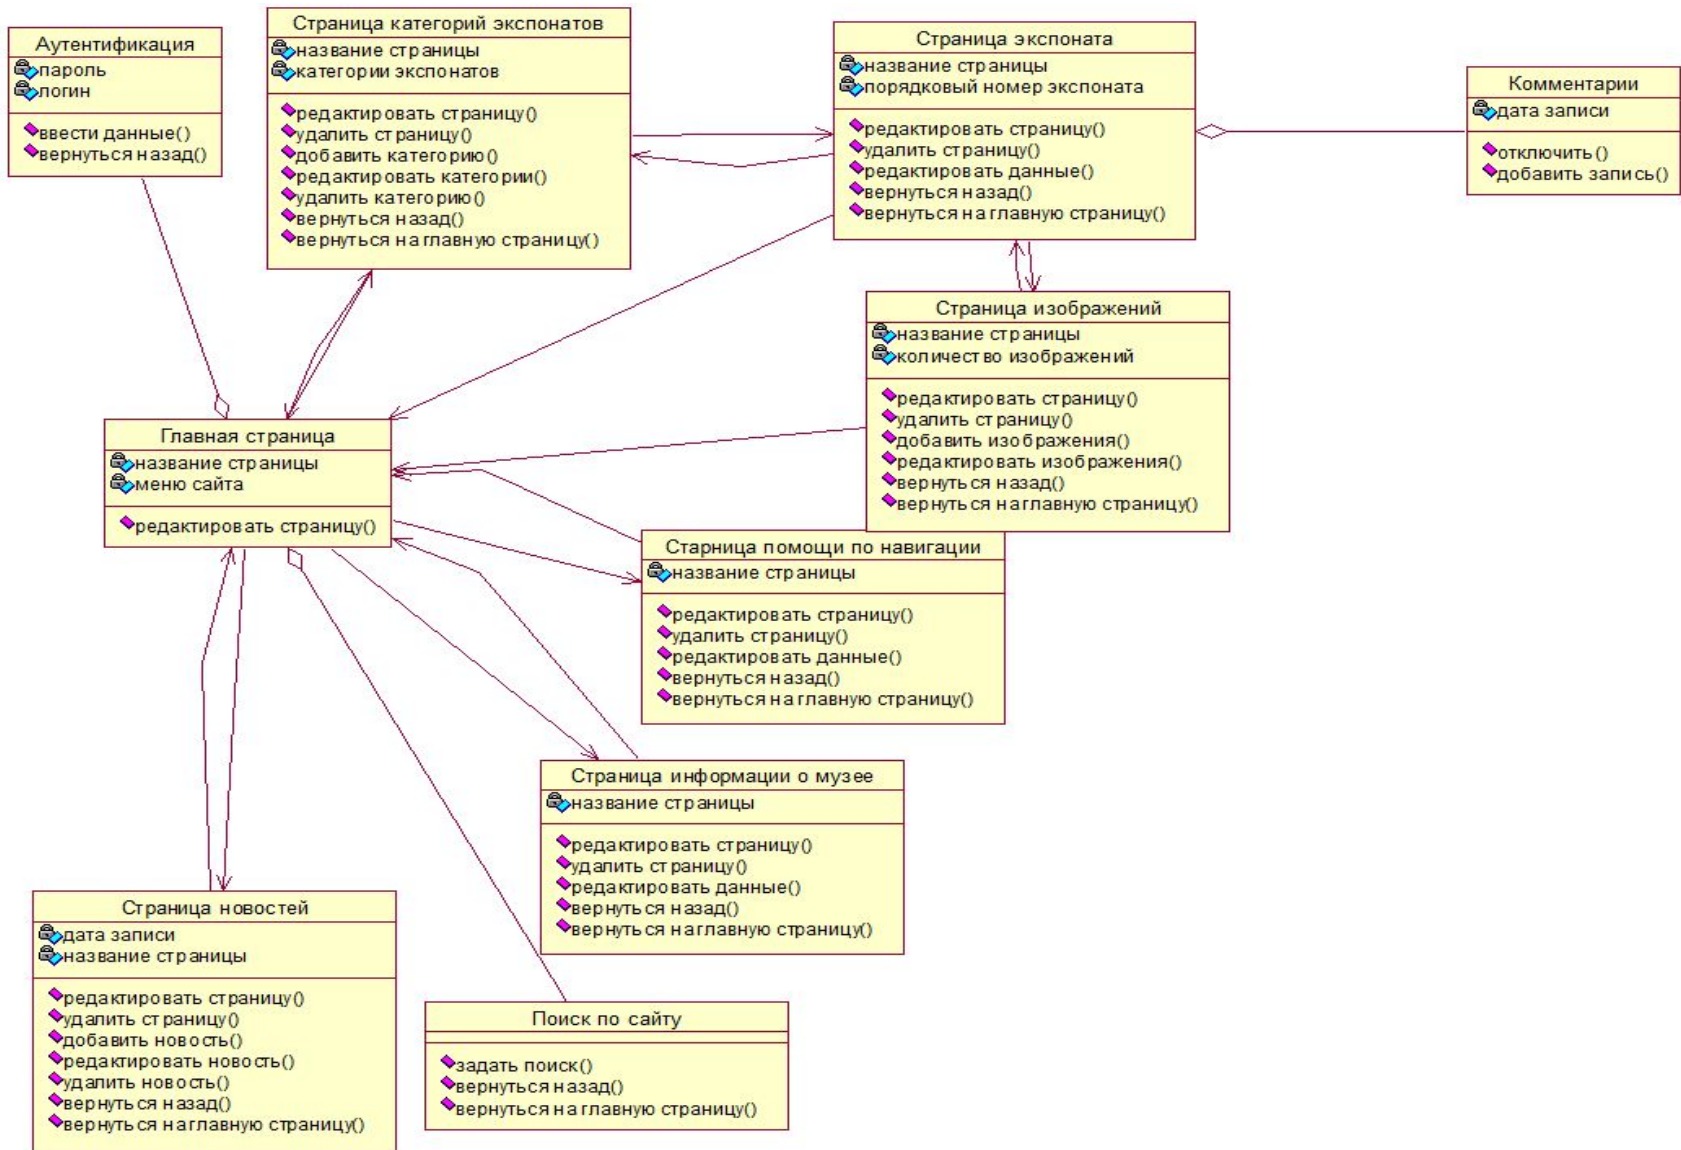 Аутентификация
пароль
логин
ввести данные()
вернуться назад()
Страница категорий экспонатов
название страницы
категории экспонатов
редактировать страницу()
удалить страницу()
добавить категорию()
редактировать категории()
удалить категорию()
вернуться назад()
вернуться на главную страницу()
Страница экспоната
название страницы
порядковый номер экспоната
редактировать страницу()
удалить страницу()
редактировать данные()
вернуться назад()
вернуться на главную страницу()
Комментарии
дата записи
отключить()
добавить запись()
Страница изображений
название страницы
количество изображений
редактировать страницу()
удалить страницу()
добавить изображения()
редактировать изображения()
вернуться назад()
вернуться на главную страницу()
Главная страница
название страницы
меню сайта
редактировать страницу()
Старница помощи по навигации
название страницы
редактировать страницу()
удалить страницу()
редактировать данные()
вернуться назад()
вернуться на главную страницу()
Страница информации о музее
название страницы
редактировать страницу()
удалить страницу()
редактировать данные()
вернуться назад()
вернуться на главную страницу()
Страница новостей
дата записи
название страницы
редактировать страницу()
удалить страницу()
добавить новость()
редактировать новость()
удалить новость()
вернуться назад()
вернуться на главную страницу()
Поиск по сайту
задать поиск()
вернуться назад()
вернуться на главную страницу()